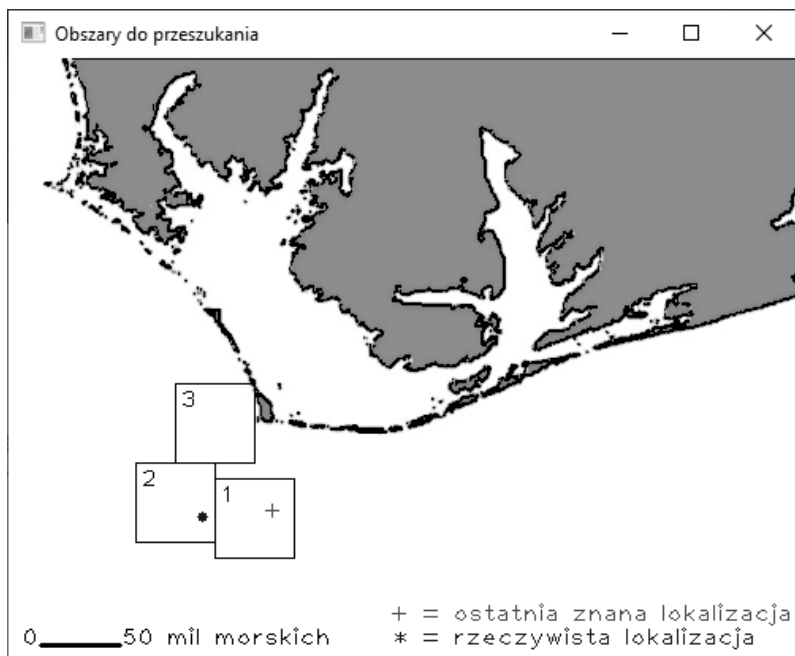 Obszary do przeszukania
3
2
1
+ = ostatnia znana lokalizacja
0 50 mil morskich
* = rzeczywista lokalizacja